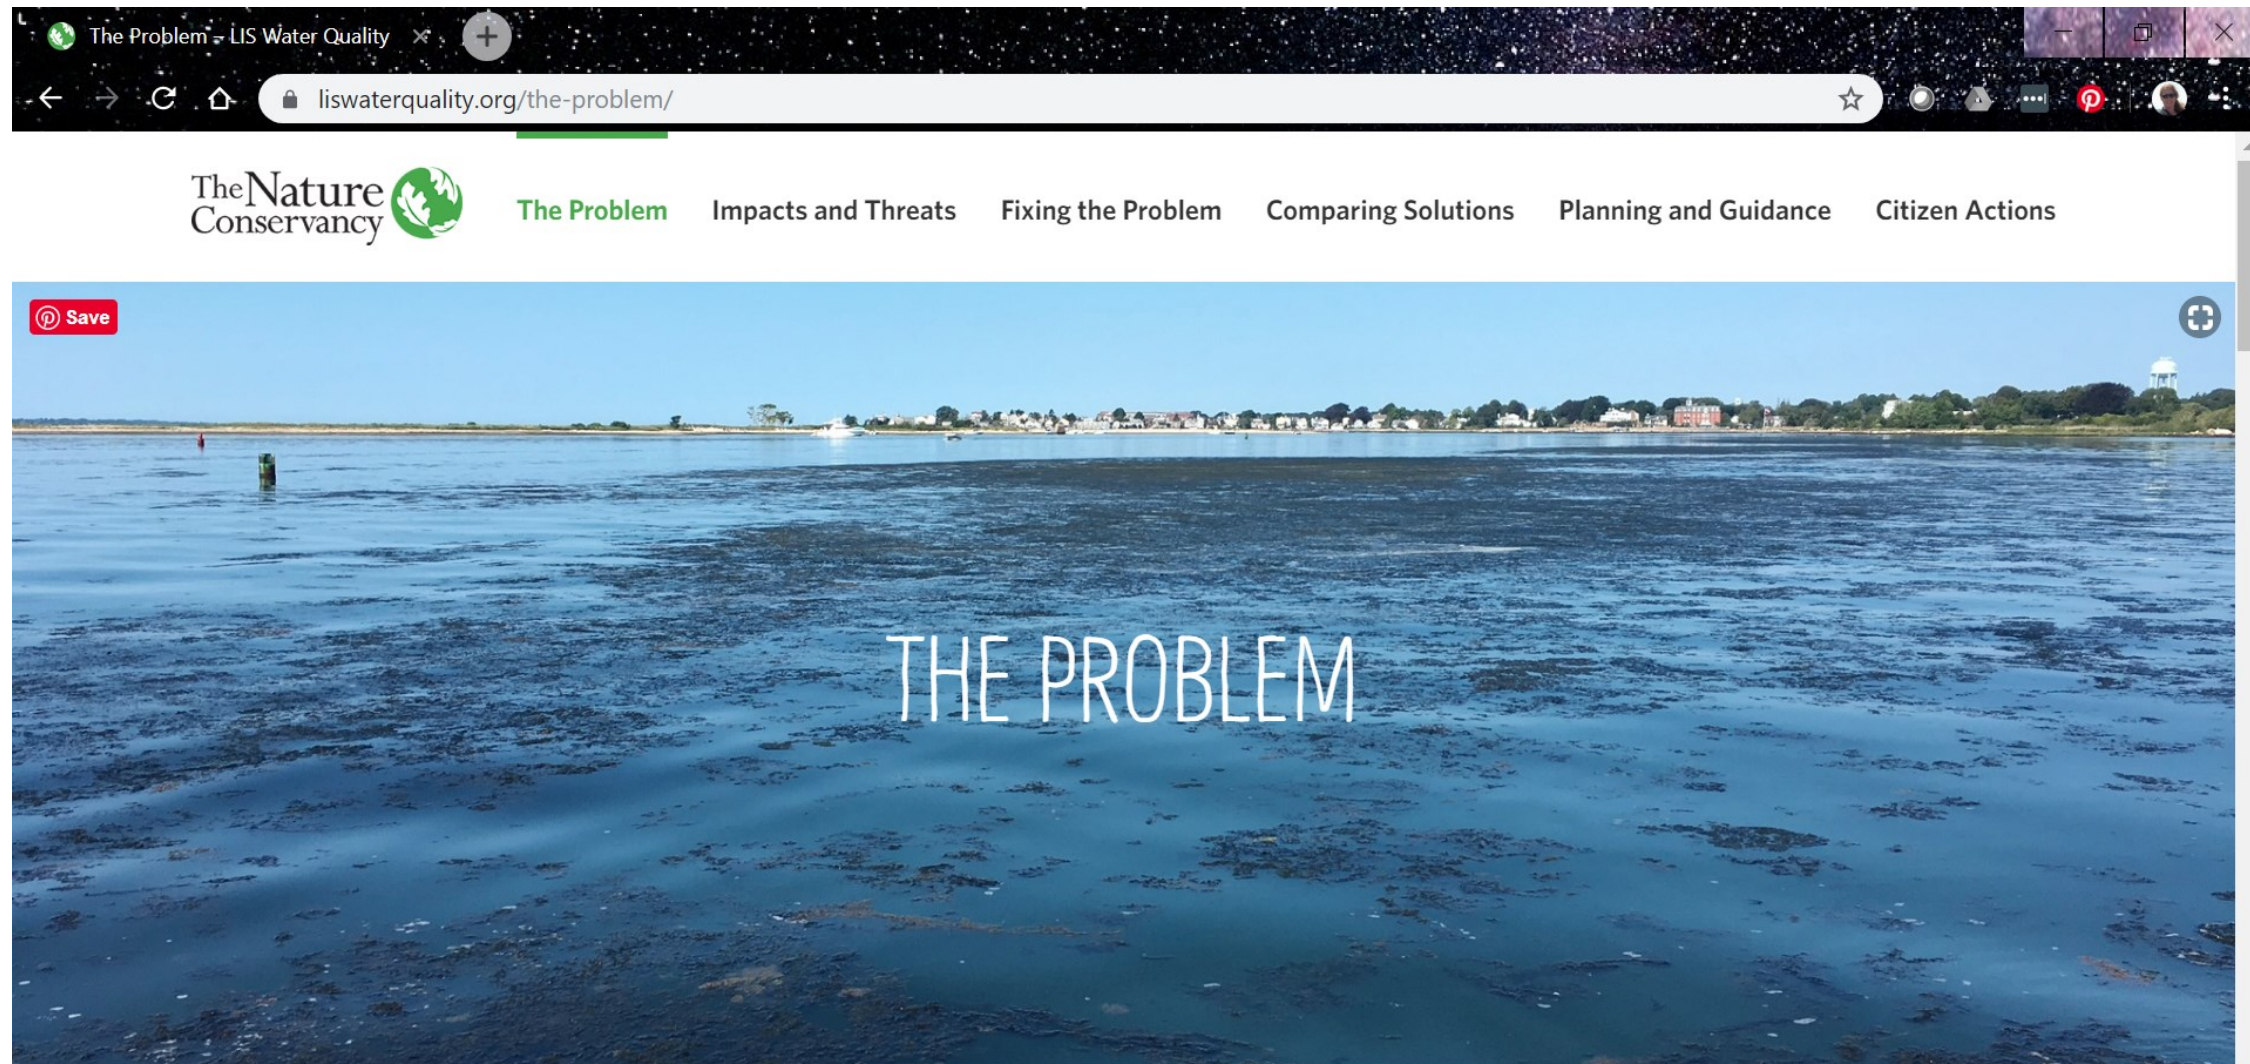 The Problem – LIS Water Quality
liswaterquality.org/the-problem/
The Nature
Conservancy
The Problem
Impacts and Threats
Fixing the Problem
Comparing Solutions
Planning and Guidance
Citizen Actions
Save
THE PROBLEM